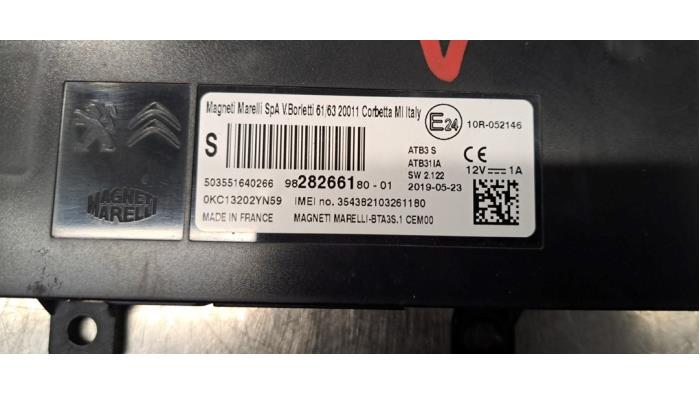 V
Magneti Marelli SpA V.Borletti 61/63 20011 Corbetta MI Italy
E24
10R-052146
S
ATB3 S
ATB31IA
SW 2.122
2019-05-23
CE
12V⎓ 1A
503551640266
9828266180-01
0KC13202YN59
IMEI no. 354382103261180
MADE IN FRANCE
MAGNETI MARELLI-BTA3S.1 CEM00
MAGNETI
MARELLI